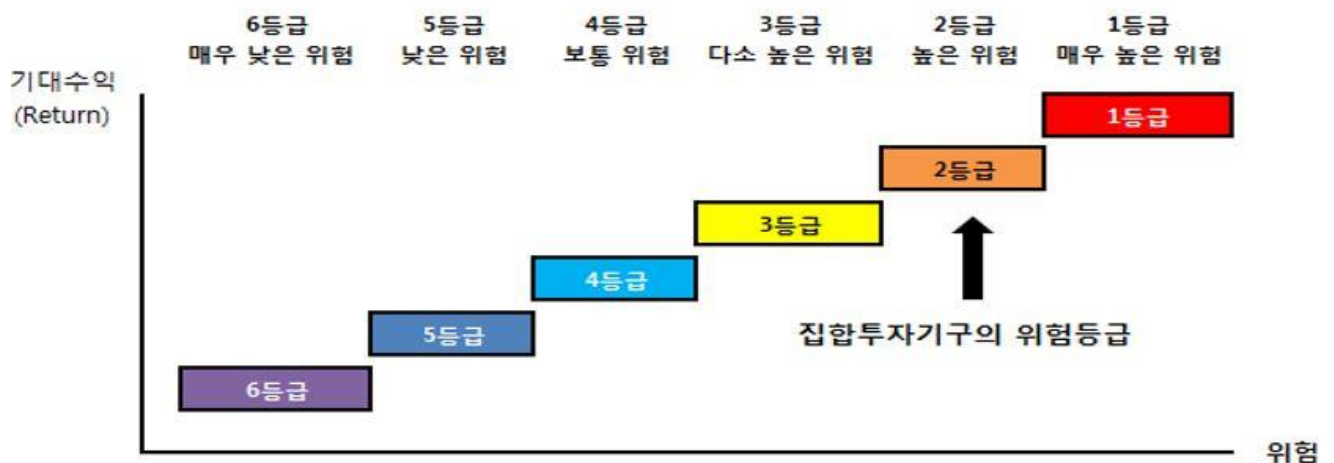 6등급 5등급 4등급 3등급 2등급 1등급
매우 낮은 위험 낮은 위험 보통 위험 다소 높은 위험 높은 위험 매우 높은 위험
기대수익
(Return)
1등급
2등급
3등급
4등급
5등급
6등급
집합투자기구의 위험등급
위험